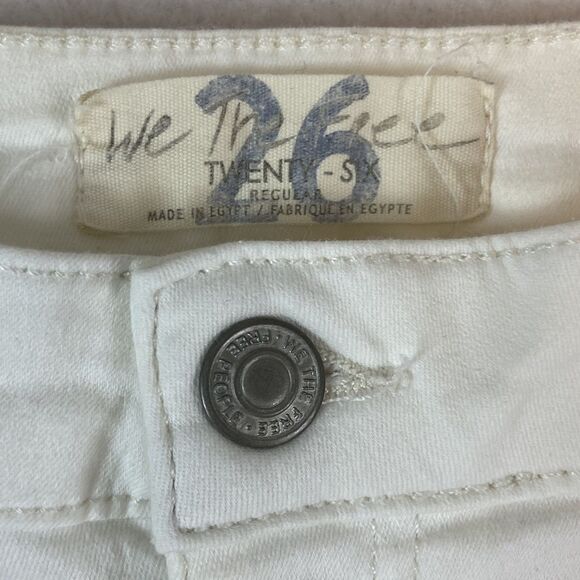 We The Free
26
TWENTY - SIX
REGULAR
MADE IN EGYPT / FABRIQUE EN EGYPTE
WE THE FREE • FREE PEOPLE •